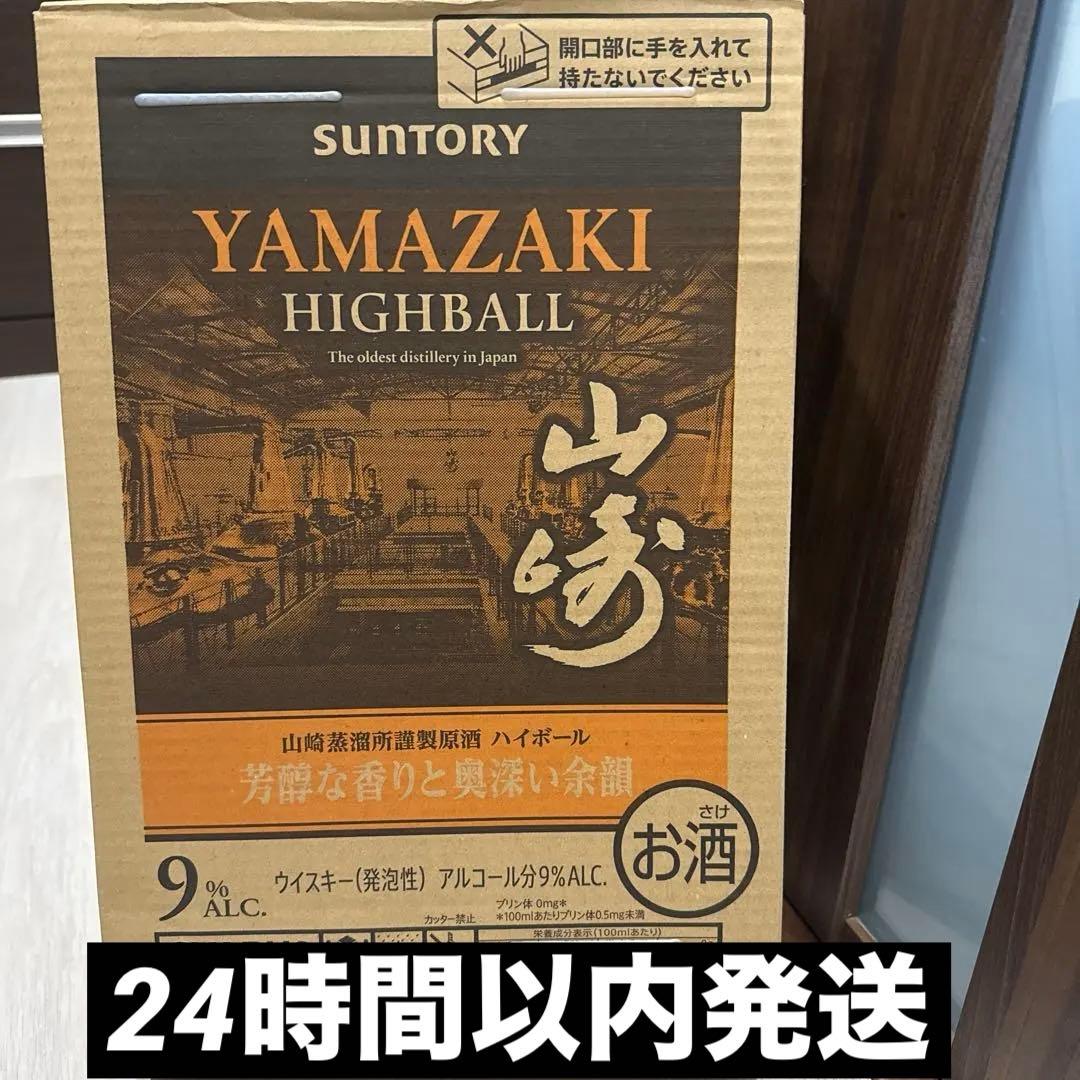 開口部に手を入れて
持たないでください
SUNTORY
YAMAZAKI
HIGHBALL
The oldest distillery in Japan
山崎
山崎
山崎蒸溜所謹製原酒 ハイボール
芳醇な香りと奥深い余韻
さけ
お酒
9% ALC.
ウイスキー(発泡性) アルコール分9%ALC.
プリン体 0mg*
*100mlあたりプリン体0.5mg未満
カッター禁止
栄養成分表示(100mlあたり)
24時間以内発送